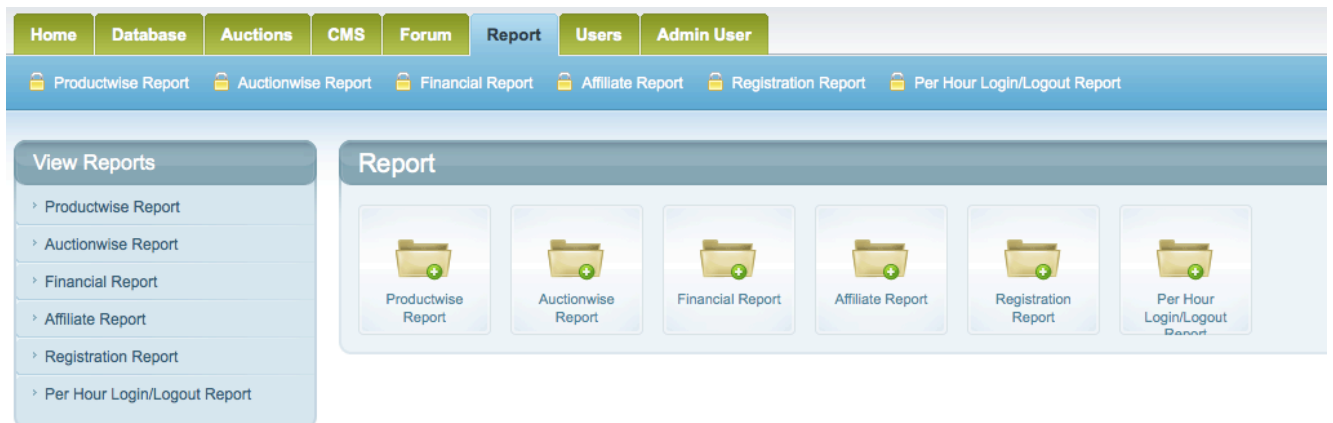 Home Database Auctions CMS Forum Report Users Admin User
Productwise Report Auctionwise Report Financial Report Affiliate Report Registration Report Per Hour Login/Logout Report
View Reports
Productwise Report
Auctionwise Report
Financial Report
Affiliate Report
Registration Report
Per Hour Login/Logout Report
Report
Productwise
Report
Auctionwise
Report
Financial Report
Affiliate Report
Registration
Report
Per Hour
Login/Logout
Report